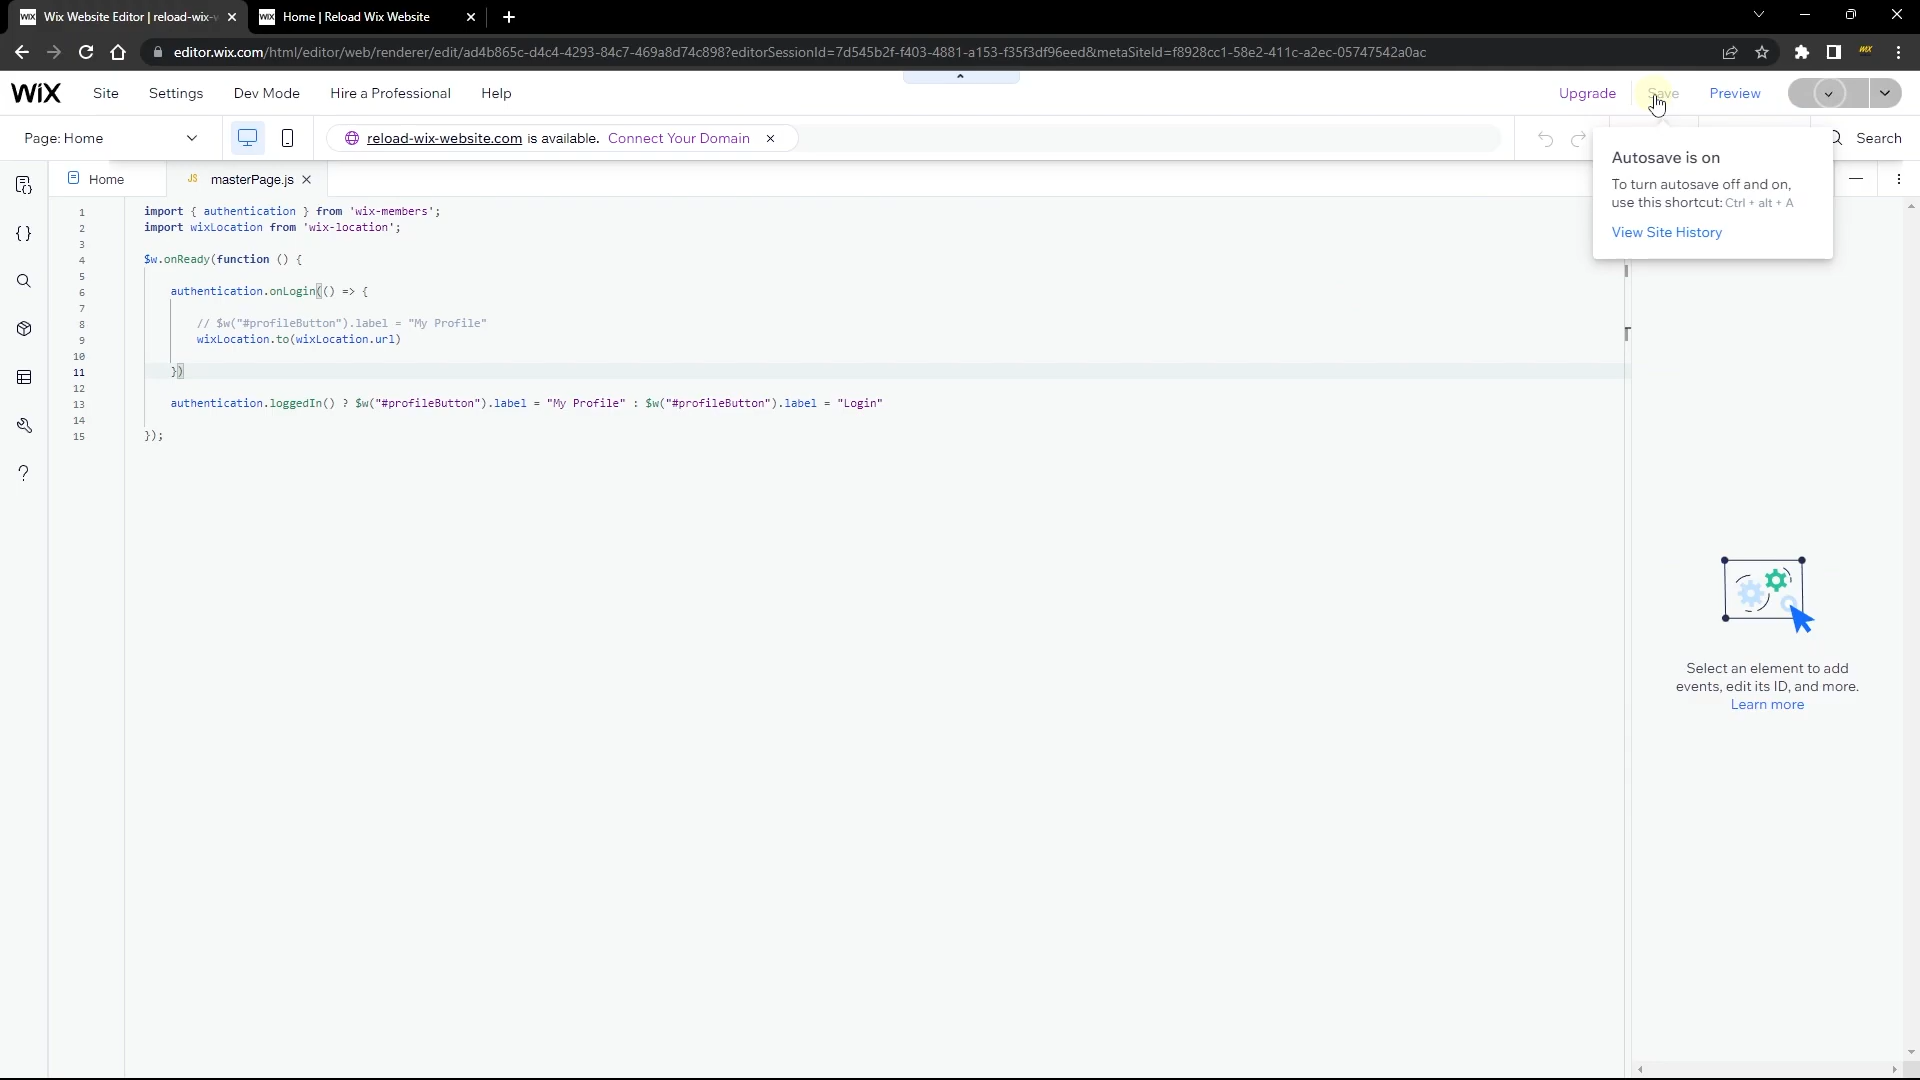 Wix Website Editor | reload-wix-
Home | Reload Wix Website
editor.wix.com/html/editor/web/renderer/edit/ad4b865c-d4c4-4293-84c7-469a8d74c898?editorSessionId=7d545b2f-f403-4881-a153-f35f3df96eed&metaSiteId=f8928cc1-58e2-411c-a2ec-05747542a0ac
WiX Site Settings Dev Mode Hire a Professional Help Upgrade Save Preview
Page: Home reload-wix-website.com is available. Connect Your Domain Search
Autosave is on
To turn autosave off and on,
use this shortcut: Ctrl + alt + A
View Site History
Home JS masterPage.js
1 import { authentication } from 'wix-members';
2 import wixLocation from 'wix-location';
3
4 $w.onReady(function () {
5
6 authentication.onLogin(() => {
7
8 // $w("#profileButton").label = "My Profile"
9 wixLocation.to(wixLocation.url)
10
11 })
12
13 authentication.loggedIn() ? $w("#profileButton").label = "My Profile" : $w("#profileButton").label = "Login"
14
15 });
Select an element to add
events, edit its ID, and more.
Learn more